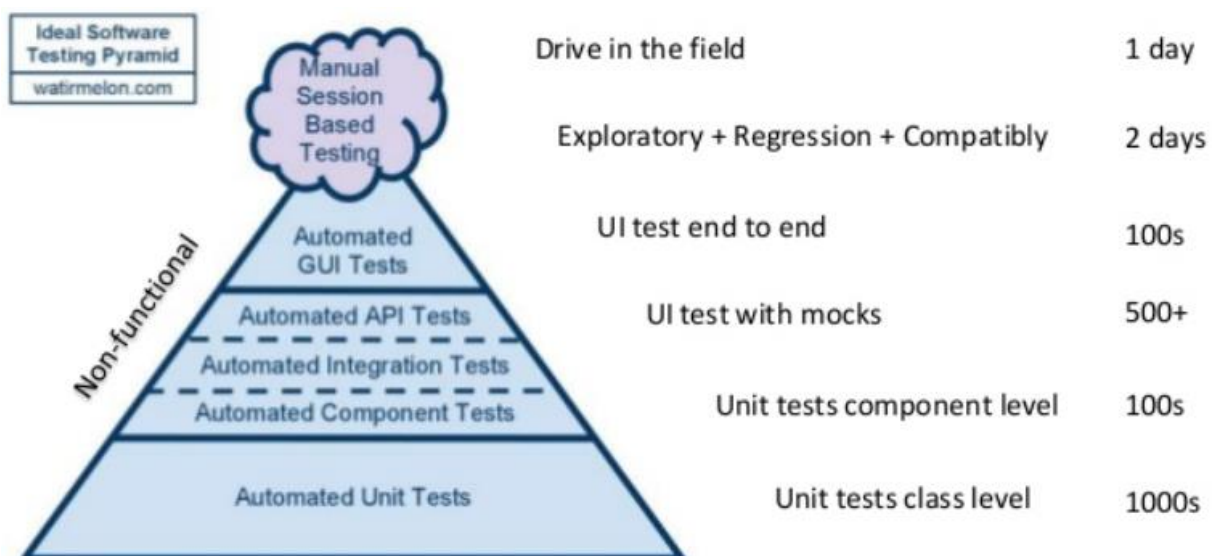 Ideal Software
Testing Pyramid
watirmelon.com
Manual
Session
Based
Testing
Drive in the field 1 day
Exploratory + Regression + Compatibly 2 days
Automated
GUI Tests
UI test end to end 100s
Non-functional
Automated API Tests
UI test with mocks 500+
Automated Integration Tests
Automated Component Tests
Unit tests component level 100s
Automated Unit Tests
Unit tests class level 1000s